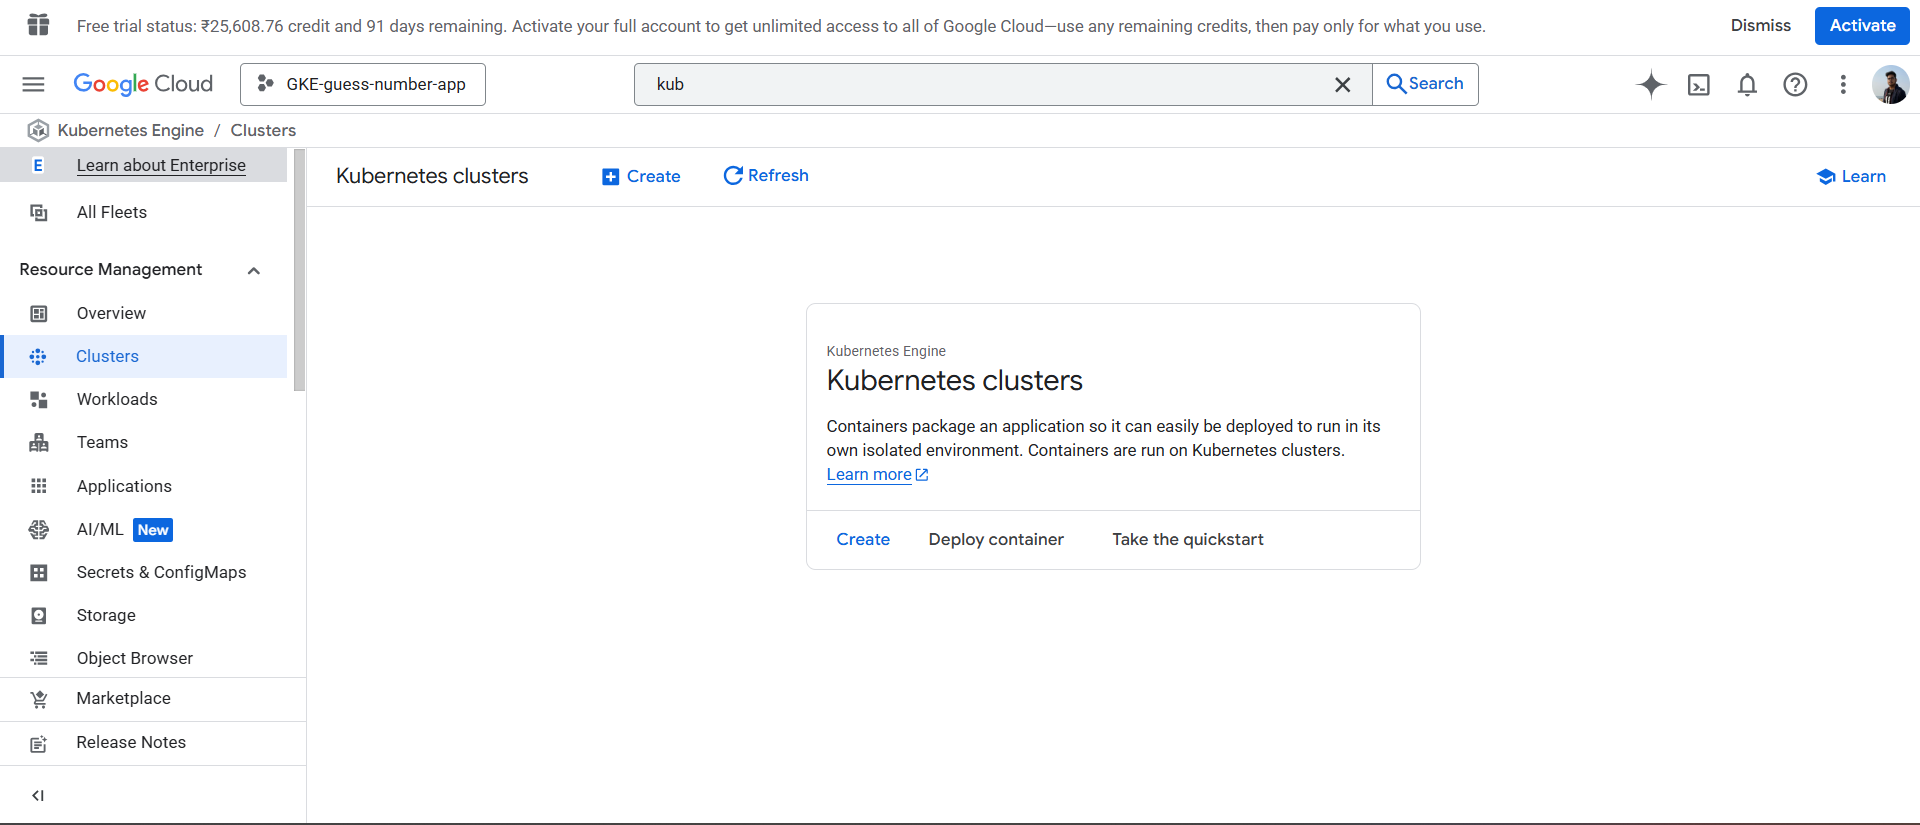 Free trial status: ₹25,608.76 credit and 91 days remaining. Activate your full account to get unlimited access to all of Google Cloud—use any remaining credits, then pay only for what you use.
Dismiss
Activate
Google Cloud
GKE-guess-number-app
kub
Search
Kubernetes Engine / Clusters
E Learn about Enterprise
All Fleets
Resource Management
Overview
Clusters
Workloads
Teams
Applications
AI/ML New
Secrets & ConfigMaps
Storage
Object Browser
Marketplace
Release Notes
Kubernetes clusters
Create
Refresh
Learn
Kubernetes Engine
Kubernetes clusters
Containers package an application so it can easily be deployed to run in its
own isolated environment. Containers are run on Kubernetes clusters.
Learn more
Create
Deploy container
Take the quickstart